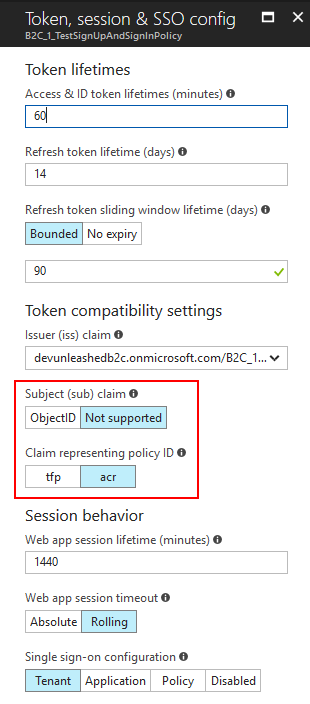 Token, session & SSO config
B2C_1_TestSignUpAndSignInPolicy
Token lifetimes
Access & ID token lifetimes (minutes)
60
Refresh token lifetime (days)
14
Refresh token sliding window lifetime (days)
Bounded No expiry
90
Token compatibility settings
Issuer (iss) claim
devunleashedb2c.onmicrosoft.com/B2C_1...
Subject (sub) claim
ObjectID Not supported
Claim representing policy ID
tfp acr
Session behavior
Web app session lifetime (minutes)
1440
Web app session timeout
Absolute Rolling
Single sign-on configuration
Tenant Application Policy Disabled